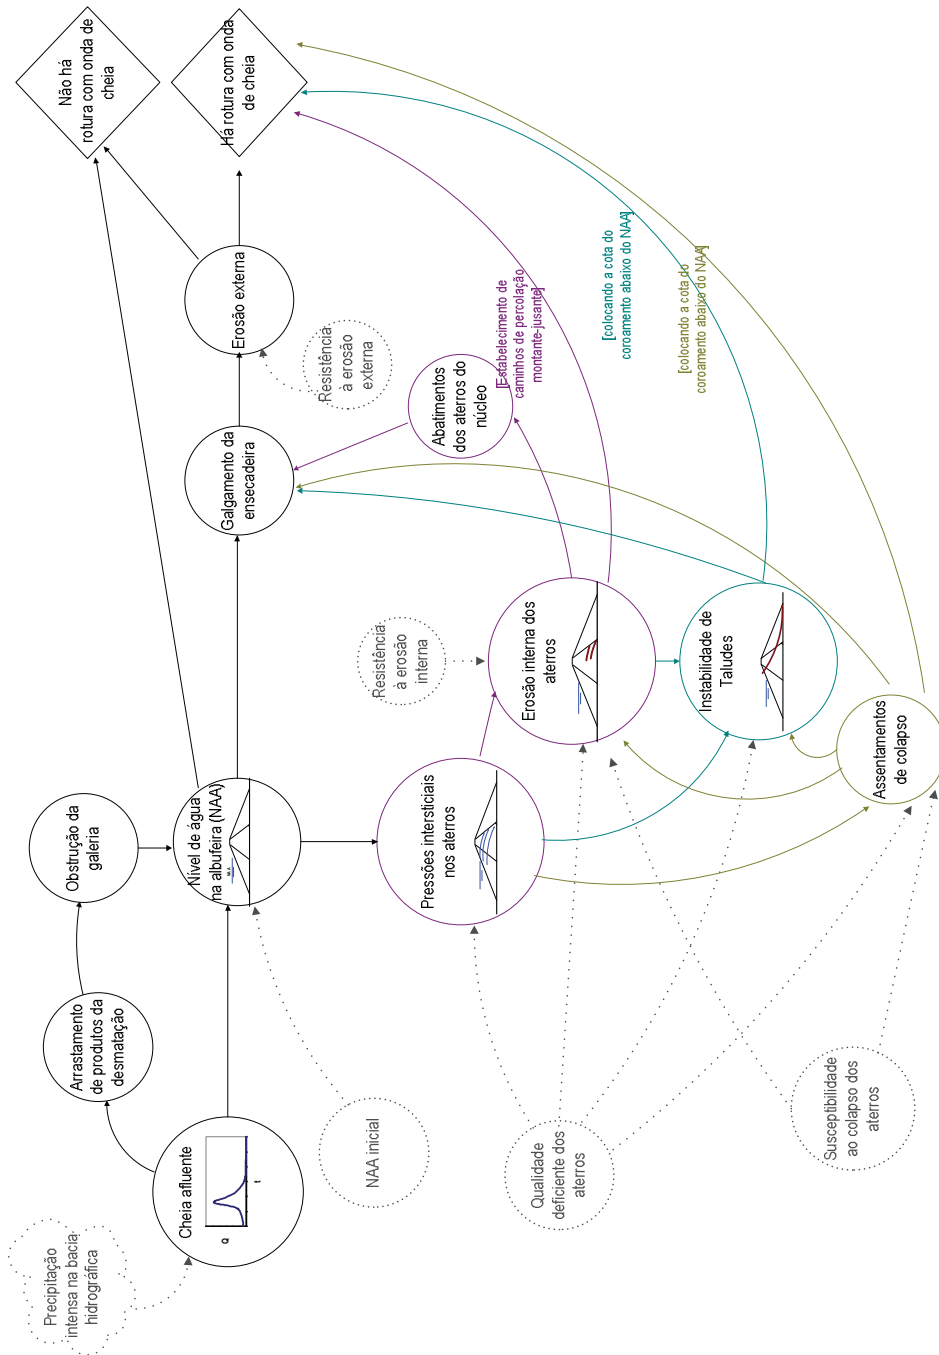 Precipitação
intensa na bacia
hidrográfica
Cheia afluente
Q
t
Arrastamento
de produtos da
desmatação
Obstrução da
galeria
NAA inicial
Nível de água
na albufeira (NAA)
Qualidade
deficiente dos
aterros
Susceptibilidade
ao colapso dos
aterros
Pressões intersticiais
nos aterros
Resistência
à erosão
interna
Erosão interna dos
aterros
Instabilidade de
Taludes
Assentamentos
de colapso
Galgamento da
ensecadeira
Abatimentos
dos aterros do
núcleo
Resistência
à erosão
externa
Erosão externa
[Estabelecimento de
caminhos de percolação
montante-jusante]
[colocando a cota do
coroamento abaixo do NAA]
[colocando a cota do
coroamento abaixo do NAA]
Não há
rotura com onda de
cheia
Há rotura com onda
de cheia